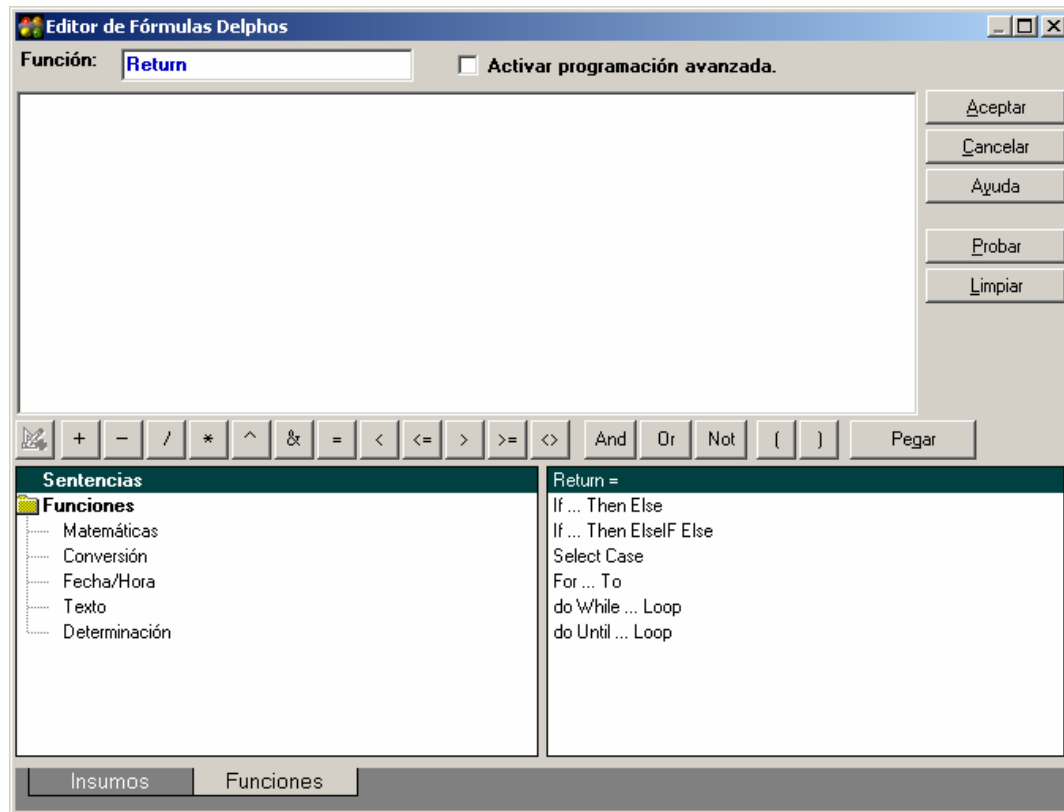 Editor de Fórmulas Delphos
Función: Return
Activar programación avanzada.
Aceptar
Cancelar
Ayuda
Probar
Limpiar
+ − / * ^ & = < <= > >= <> And Or Not ( ) Pegar
Sentencias
Funciones
Matemáticas
Conversión
Fecha/Hora
Texto
Determinación
Return =
If ... Then Else
If ... Then ElseIF Else
Select Case
For ... To
do While ... Loop
do Until ... Loop
Insumos Funciones